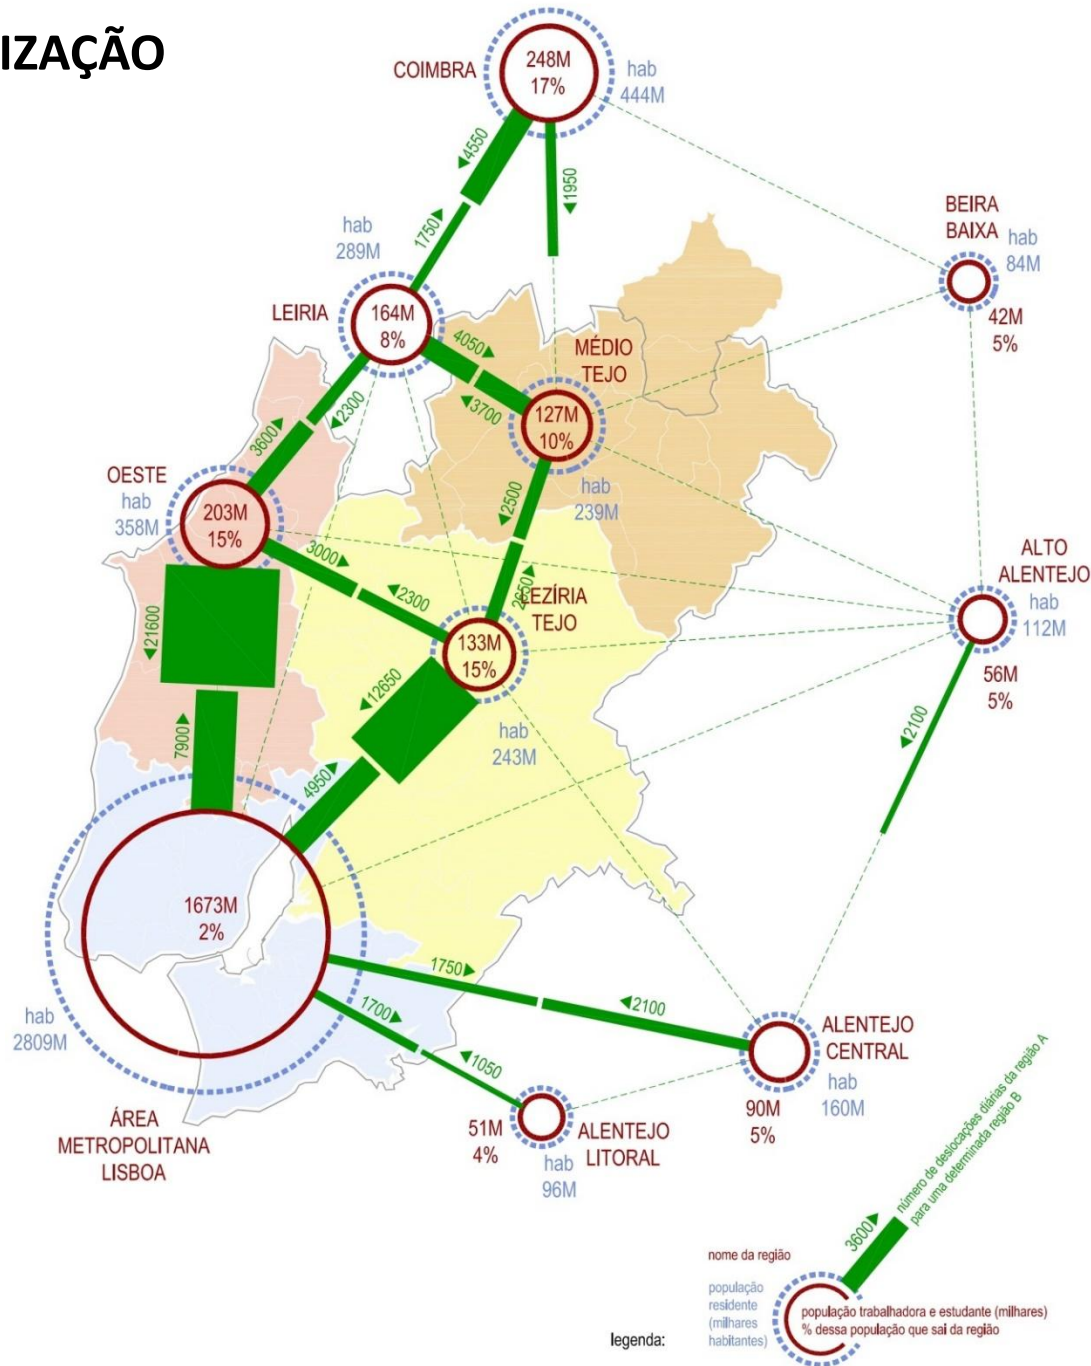 IZAÇÃO
COIMBRA
248M
17%
hab
444M
◄4550
◄1950
1750►
BEIRA
BAIXA
hab
84M
42M
5%
hab
289M
LEIRIA
164M
8%
4050►
◄3700
MÉDIO
TEJO
127M
10%
hab
239M
◄2300
3600►
OESTE
hab
358M
203M
15%
◄2500
2650►
3000►
◄2300
LEZÍRIA
TEJO
133M
15%
hab
243M
ALTO
ALENTEJO
hab
112M
56M
5%
◄2100
◄21600
7900►
◄12650
4950►
1673M
2%
hab
2809M
ÁREA
METROPOLITANA
LISBOA
1750►
◄2100
1700►
◄1050
ALENTEJO
CENTRAL
hab
160M
90M
5%
51M
4%
ALENTEJO
LITORAL
hab
96M
legenda:
nome da região
população
residente
(milhares
habitantes)
3600►
número de deslocações diárias da região A
para uma determinada região B
população trabalhadora e estudante (milhares)
% dessa população que sai da região